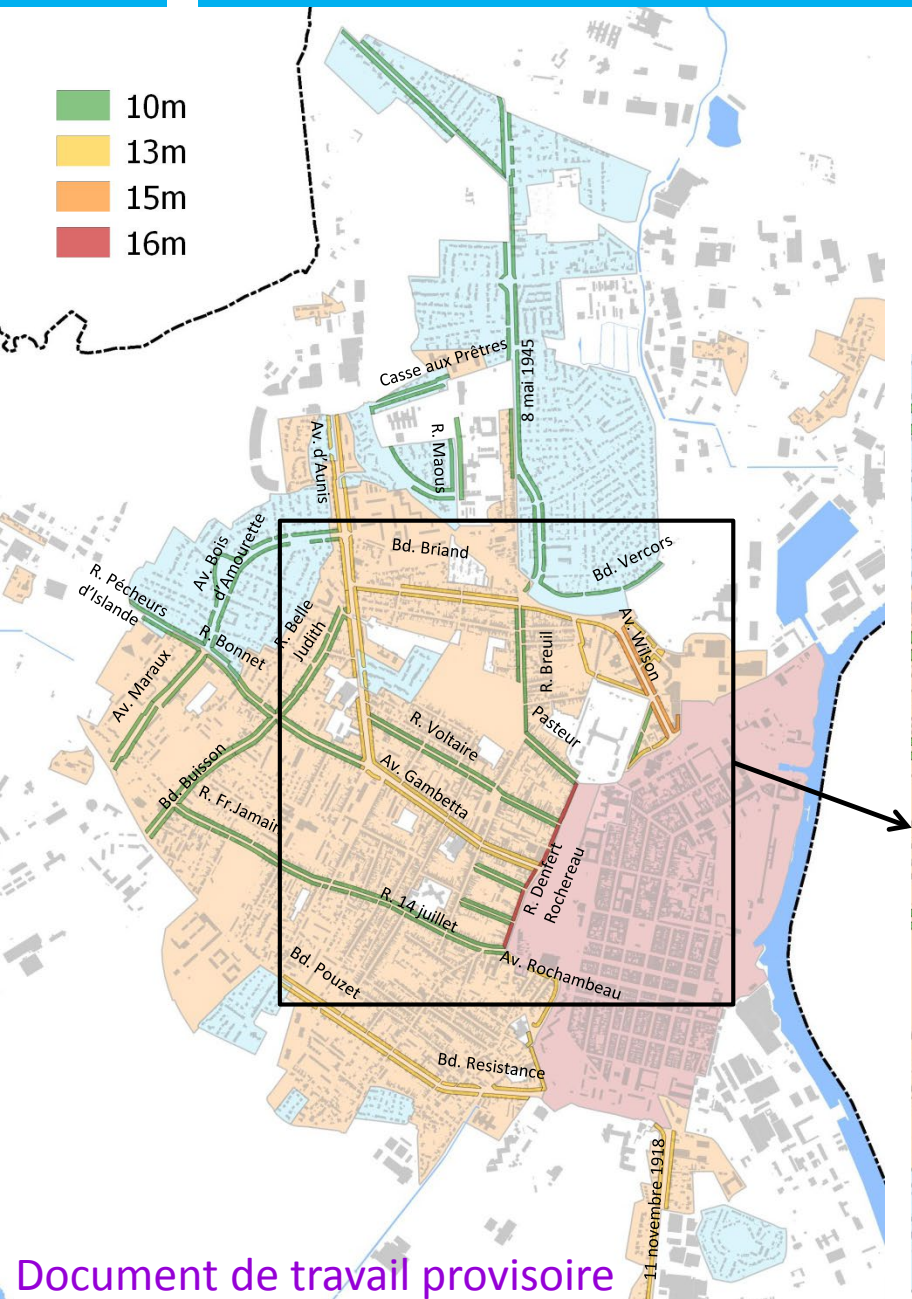 10m
13m
15m
16m
Casse aux Prêtres
8 mai 1945
Av. d'Aunis
R. Maous
Bd. Briand
Bd. Vercors
Av. Bois
d'Amourette
R. Pécheurs
d'Islande
R. Bonnet
R. Belle
Judith
Av. Maraux
Av. Wilson
R. Breuil
Pasteur
R. Voltaire
Av. Gambetta
Bd. Buisson
R. Fr.Jamain
R. Denfert
Rochereau
R. 14 juillet
Av. Rochambeau
Bd. Pouzet
Bd. Resistance
11 novembre 1918
Document de travail provisoire